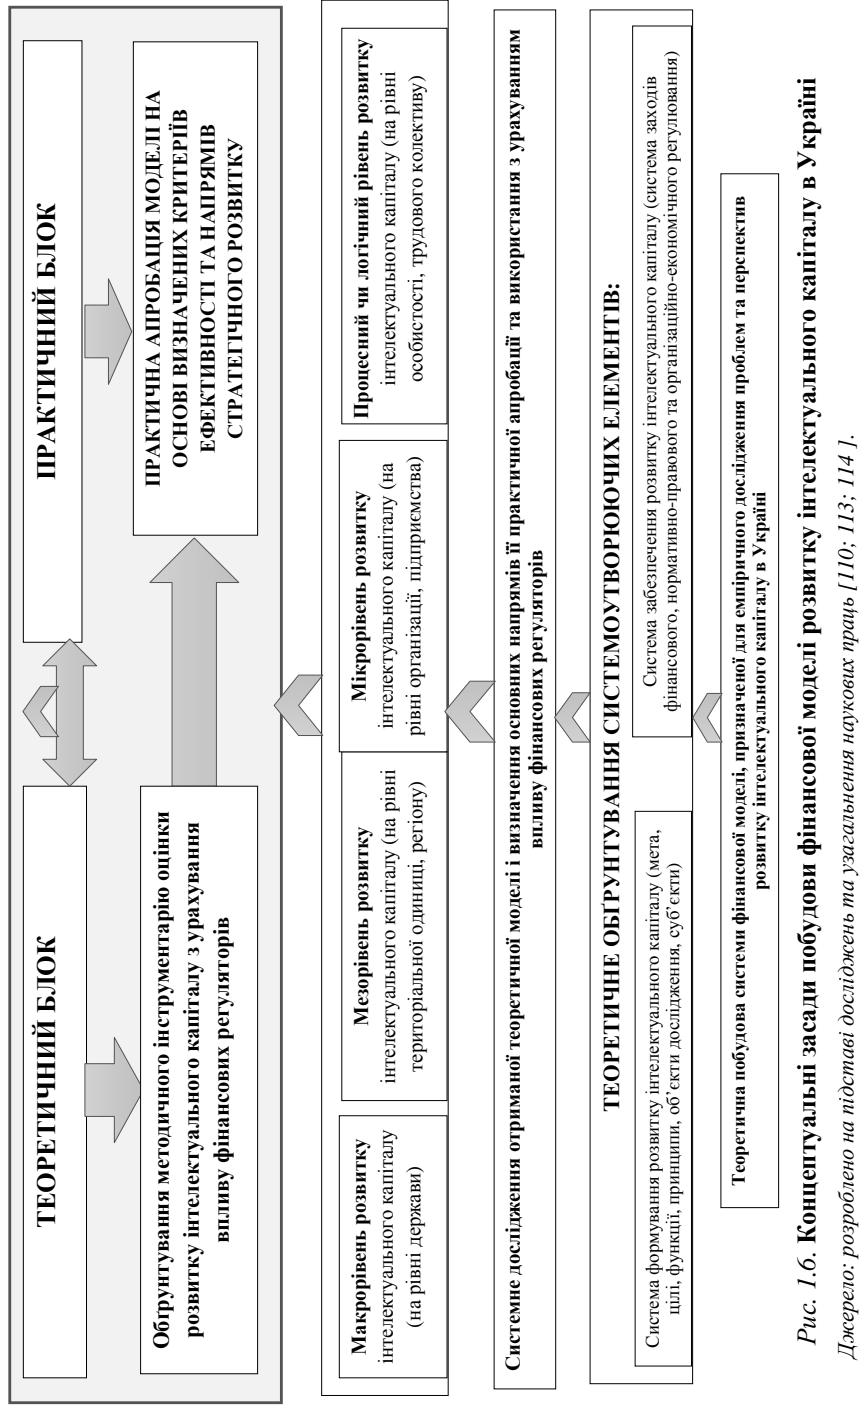 ТЕОРЕТИЧНИЙ БЛОК
ПРАКТИЧНИЙ БЛОК
Обґрунтування методичного інструментарію оцінки
розвитку інтелектуального капіталу з урахування
впливу фінансових регуляторів
ПРАКТИЧНА АПРОБАЦІЯ МОДЕЛІ НА
ОСНОВІ ВИЗНАЧЕНИХ КРИТЕРІЇВ
ЕФЕКТИВНОСТІ ТА НАПРЯМІВ
СТРАТЕГІЧНОГО РОЗВИТКУ
Макрорівень розвитку
інтелектуального капіталу
(на рівні держави)
Мезорівень розвитку
інтелектуального капіталу (на рівні
територіальної одиниці, регіону)
Мікрорівень розвитку
інтелектуального капіталу (на
рівні організації, підприємства)
Процесний чи логічний рівень розвитку
інтелектуального капіталу (на рівні
особистості, трудового колективу)
Системне дослідження отриманої теоретичної моделі і визначення основних напрямів її практичної апробації та використання з урахуванням
впливу фінансових регуляторів
ТЕОРЕТИЧНЕ ОБҐРУНТУВАННЯ СИСТЕМОУТВОРЮЮЧИХ ЕЛЕМЕНТІВ:
Система формування розвитку інтелектуального капіталу (мета,
цілі, функції, принципи, об’єкти дослідження, суб’єкти)
Система забезпечення розвитку інтелектуального капіталу (система заходів
фінансового, нормативно-правового та організаційно-економічного регулювання)
Теоретична побудова системи фінансової моделі, призначеної для емпіричного дослідження проблем та перспектив
розвитку інтелектуального капіталу в Україні
Рис. 1.6. Концептуальні засади побудови фінансової моделі розвитку інтелектуального капіталу в Україні
Джерело: розроблено на підставі досліджень та узагальнення наукових праць [110; 113; 114 ].